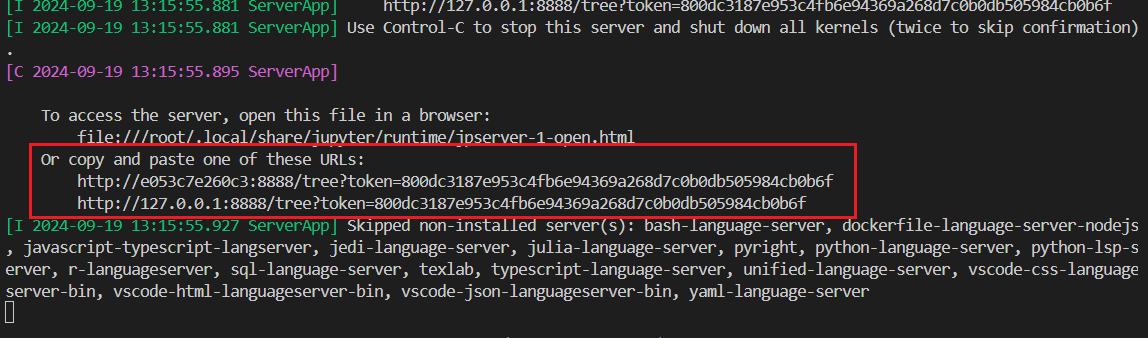 [I 2024-09-19 13:15:55.881 ServerApp]     http://127.0.0.1:8888/tree?token=800dc3187e953c4fb6e94369a268d7c0b0db505984cb0b6f
[I 2024-09-19 13:15:55.881 ServerApp] Use Control-C to stop this server and shut down all kernels (twice to skip confirmation)
.
[C 2024-09-19 13:15:55.895 ServerApp]
To access the server, open this file in a browser:
file:///root/.local/share/jupyter/runtime/jpserver-1-open.html
Or copy and paste one of these URLs:
http://e053c7e260c3:8888/tree?token=800dc3187e953c4fb6e94369a268d7c0b0db505984cb0b6f
http://127.0.0.1:8888/tree?token=800dc3187e953c4fb6e94369a268d7c0b0db505984cb0b6f
[I 2024-09-19 13:15:55.927 ServerApp] Skipped non-installed server(s): bash-language-server, dockerfile-language-server-nodejs
, javascript-typescript-langserver, jedi-language-server, julia-language-server, pyright, python-language-server, python-lsp-s
erver, r-languageserver, sql-language-server, texlab, typescript-language-server, unified-language-server, vscode-css-language
server-bin, vscode-html-languageserver-bin, vscode-json-languageserver-bin, yaml-language-server